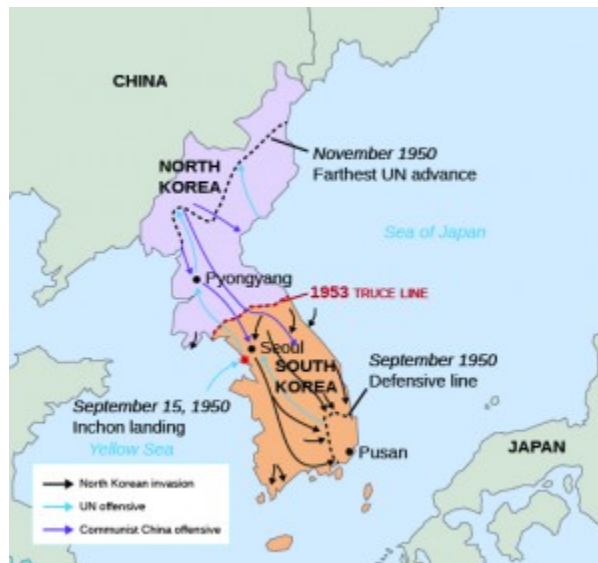 CHINA
NORTH
KOREA
November 1950
Farthest UN advance
Sea of Japan
Pyongyang
1953 TRUCE LINE
Seoul
SOUTH
KOREA
September 1950
Defensive line
September 15, 1950
Inchon landing
Yellow Sea
Pusan
JAPAN
North Korean invasion
UN offensive
Communist China offensive